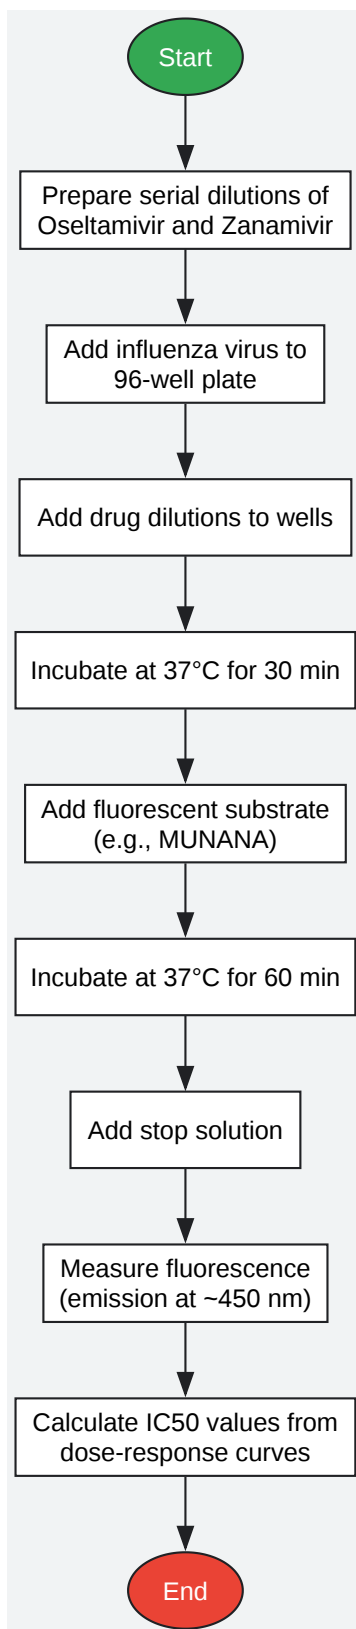 Start
Prepare serial dilutions of
Oseltamivir and Zanamivir
Add influenza virus to
96-well plate
Add drug dilutions to wells
Incubate at 37°C for 30 min
Add fluorescent substrate
(e.g., MUNANA)
Incubate at 37°C for 60 min
Add stop solution
Measure fluorescence
(emission at ~450 nm)
Calculate IC50 values from
dose-response curves
End